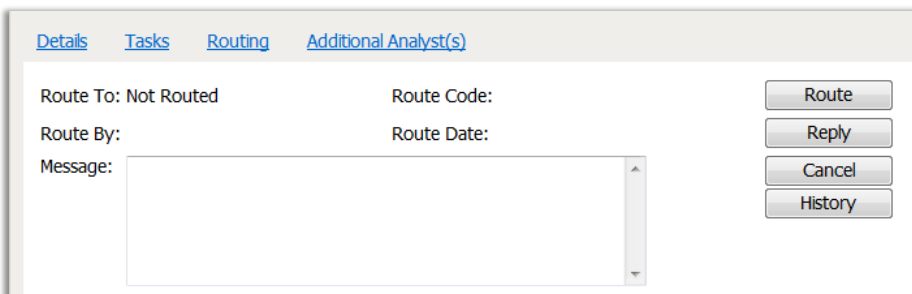 Details Tasks Routing Additional Analyst(s)
Route To: Not Routed Route Code: Route
Route By: Route Date: Reply
Message: Cancel
History